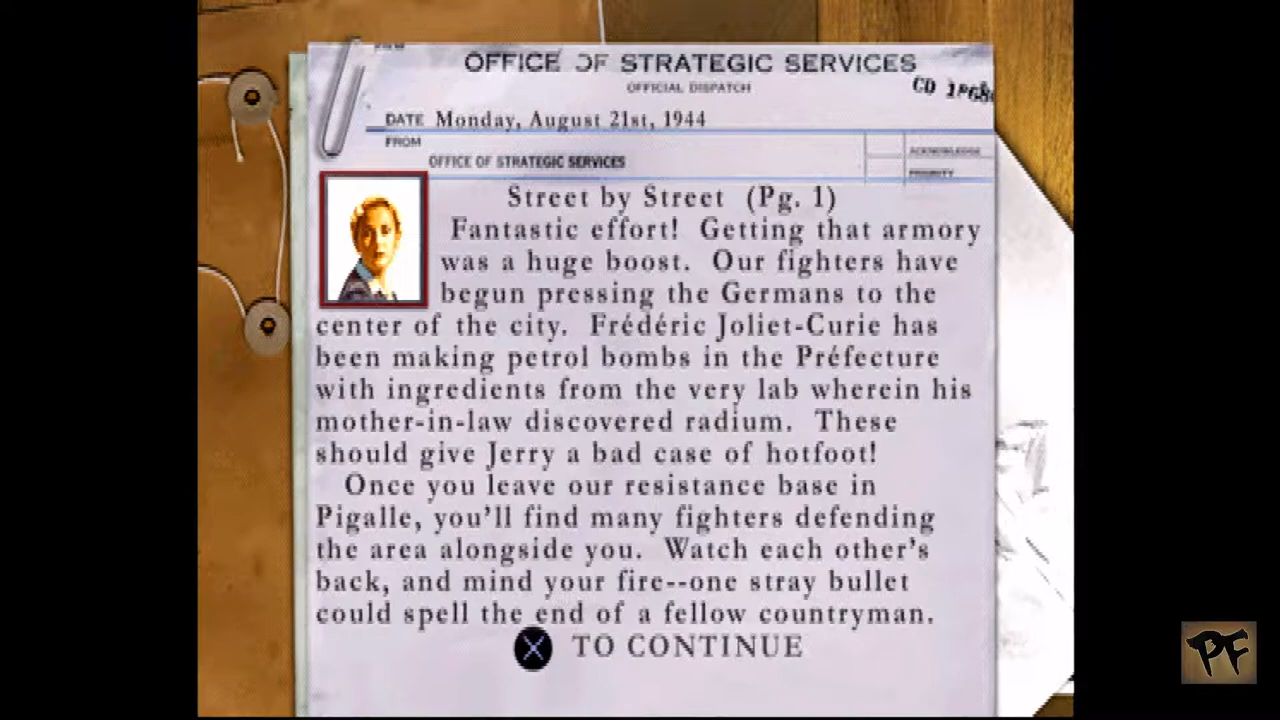 OFFICE OF STRATEGIC SERVICES
OFFICIAL DISPATCH
CD 1P68
DATE Monday, August 21st, 1944
FROM
OFFICE OF STRATEGIC SERVICES
ACKNOWLEDGE
PRIORITY
Street by Street (Pg. 1)
Fantastic effort! Getting that armory
was a huge boost. Our fighters have
begun pressing the Germans to the
center of the city. Frédéric Joliet-Curie has
been making petrol bombs in the Préfecture
with ingredients from the very lab wherein his
mother-in-law discovered radium. These
should give Jerry a bad case of hotfoot!
Once you leave our resistance base in
Pigalle, you'll find many fighters defending
the area alongside you. Watch each other's
back, and mind your fire--one stray bullet
could spell the end of a fellow countryman.
X TO CONTINUE
PF